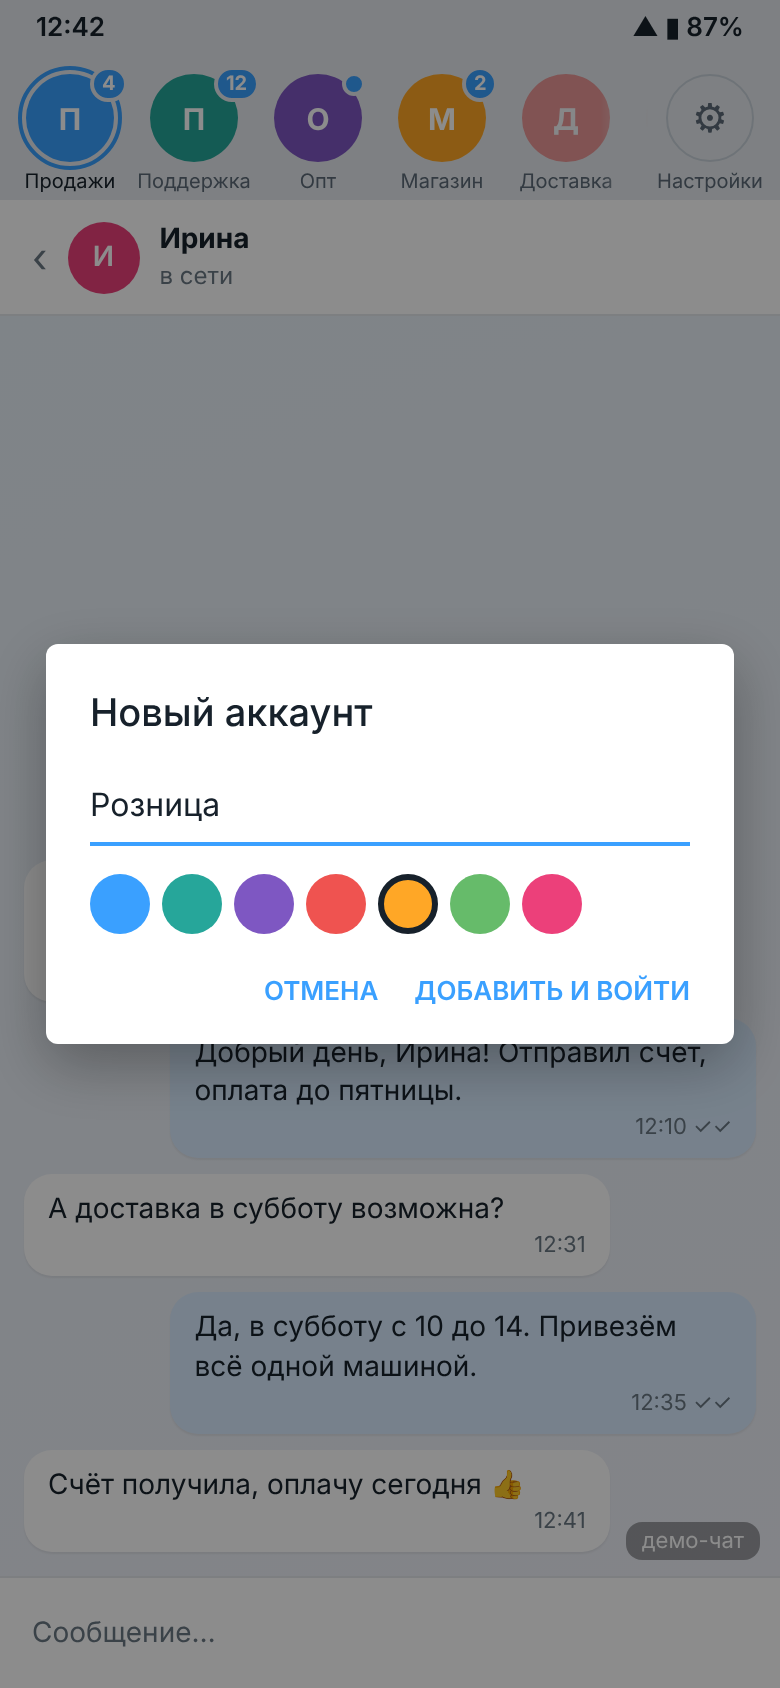 12:42
87%
П 4
П 12
О
М 2
Д
Продажи
Поддержка
Опт
Магазин
Доставка
Настройки
И
Ирина
в сети
Новый аккаунт
Розница
ОТМЕНА
ДОБАВИТЬ И ВОЙТИ
Добрый день, Ирина! Отправил счёт,
оплата до пятницы.
12:10
А доставка в субботу возможна?
12:31
Да, в субботу с 10 до 14. Привезём
всё одной машиной.
12:35
Счёт получила, оплачу сегодня 👍
12:41
демо-чат
Сообщение...